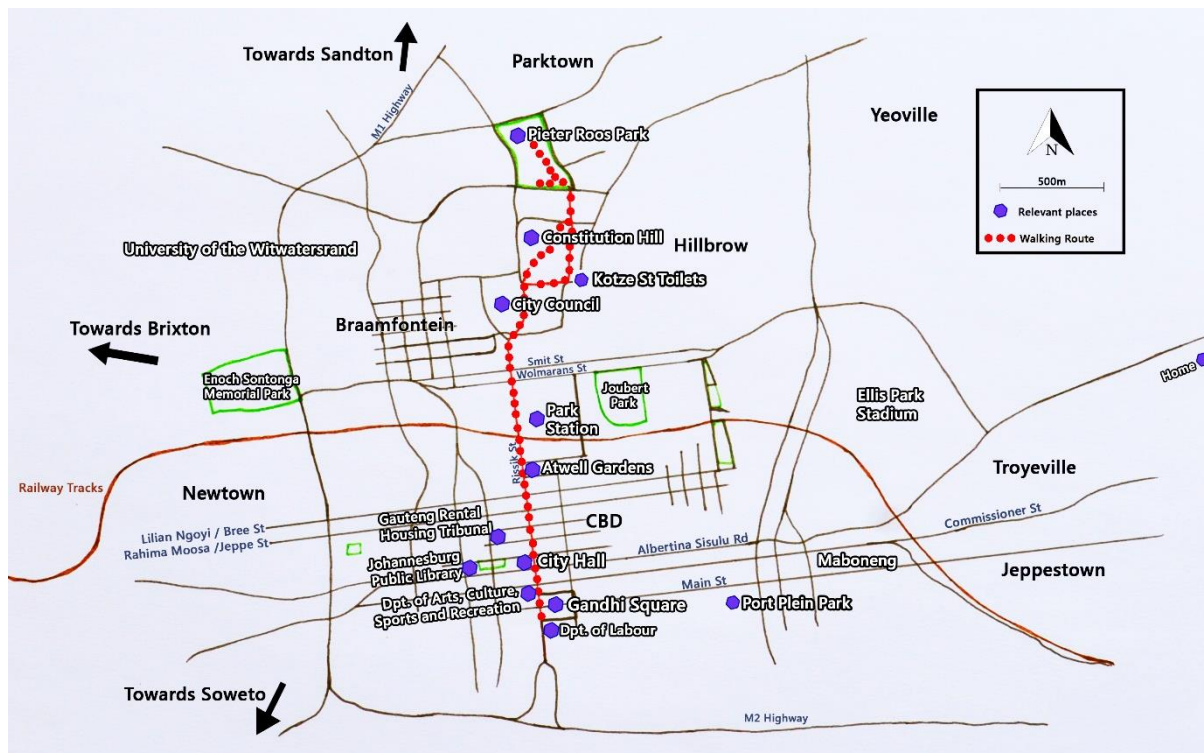 Towards Sandton
Parktown
M1 Highway
Yeoville
Pieter Roos Park
N
500m
Relevant places
Walking Route
University of the Witwatersrand
Constitution Hill
Hillbrow
Kotze St Toilets
City Council
Towards Brixton
Braamfontein
Smit St
Wolmarans St
Home
Enoch Sontonga
Memorial Park
Joubert
Park
Ellis Park
Stadium
Park
Station
Rissik St
Atwell Gardens
Troyeville
Railway Tracks
Newtown
Lilian Ngoyi / Bree St
Rahima Moosa /Jeppe St
Gauteng Rental
Housing Tribunal
CBD
Commissioner St
Albertina Sisulu Rd
Johannesburg
Public Library
City Hall
Maboneng
Jeppestown
Main St
Dpt. of Arts, Culture,
Sports and Recreation
Gandhi Square
Port Plein Park
Dpt. of Labour
Towards Soweto
M2 Highway